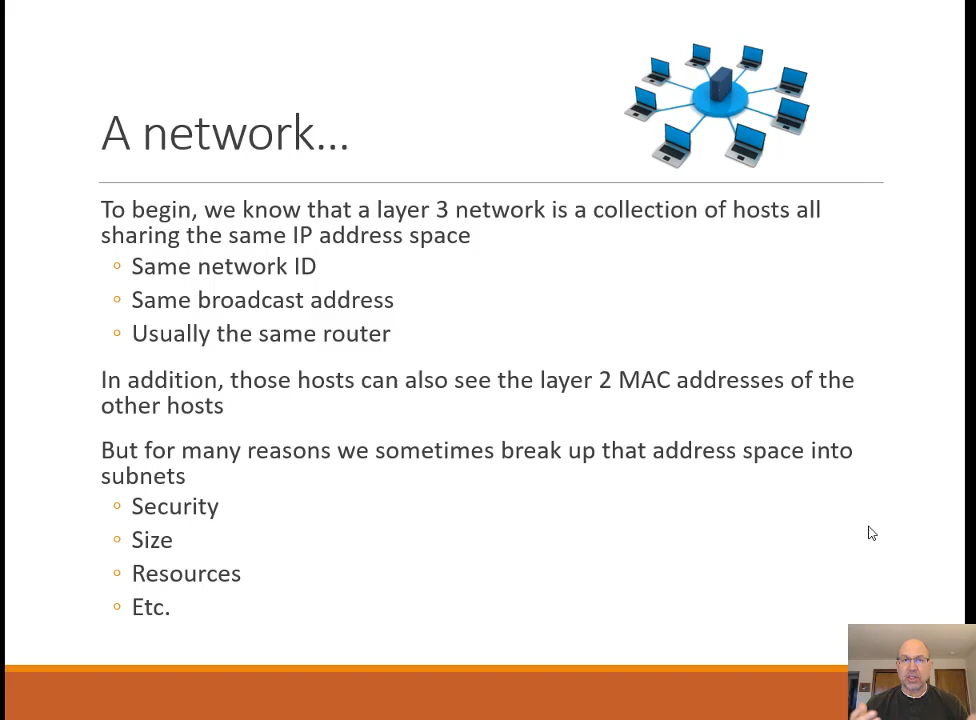 A network...
To begin, we know that a layer 3 network is a collection of hosts all
sharing the same IP address space
◦ Same network ID
◦ Same broadcast address
◦ Usually the same router
In addition, those hosts can also see the layer 2 MAC addresses of the
other hosts
But for many reasons we sometimes break up that address space into
subnets
◦ Security
◦ Size
◦ Resources
◦ Etc.